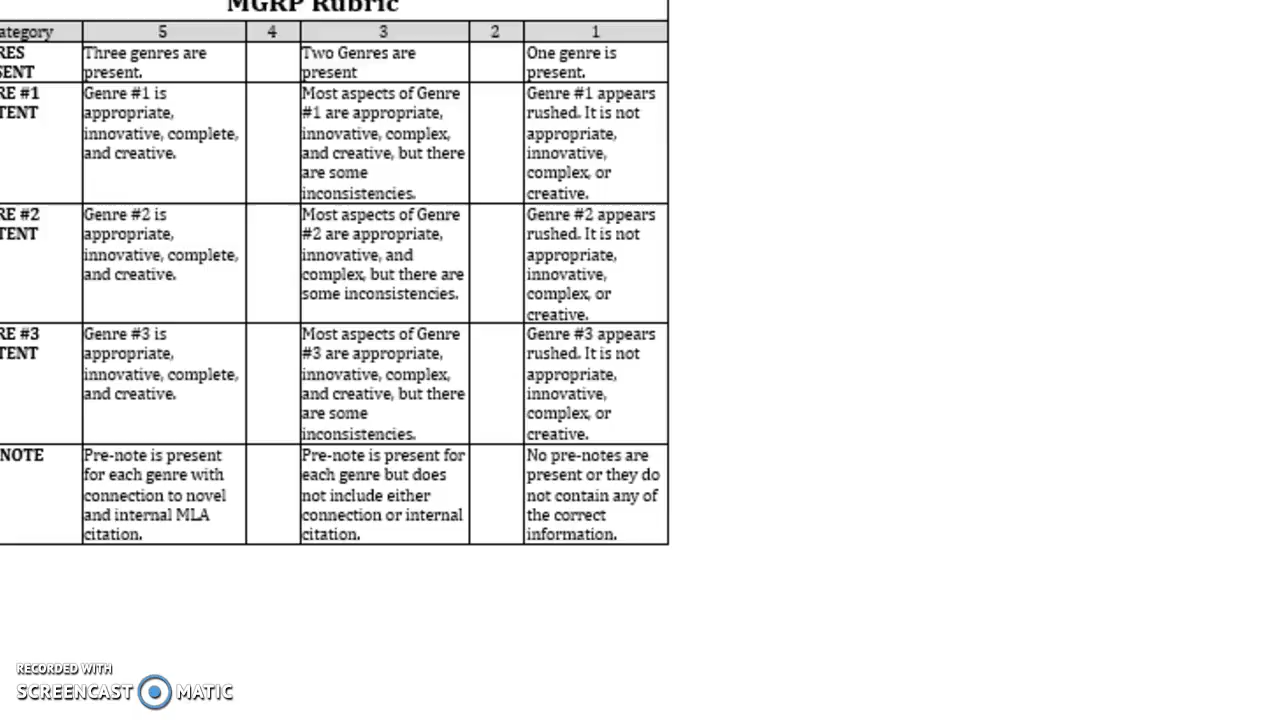 MGRP Rubric
ategory 5 4 3 2 1
RES Three genres are Two Genres are One genre is
SENT present. present present.
RE #1 Genre #1 is Most aspects of Genre Genre #1 appears
TENT appropriate, #1 are appropriate, rushed. It is not
innovative, complete, innovative, complex, appropriate,
and creative. and creative, but there innovative,
are some complex, or
inconsistencies. creative.
RE #2 Genre #2 is Most aspects of Genre Genre #2 appears
TENT appropriate, #2 are appropriate, rushed. It is not
innovative, complete, innovative, and appropriate,
and creative. complex, but there are innovative,
some inconsistencies. complex, or
creative.
RE #3 Genre #3 is Most aspects of Genre Genre #3 appears
TENT appropriate, #3 are appropriate, rushed. It is not
innovative, complete, innovative, complex, appropriate,
and creative. and creative, but there innovative,
are some complex, or
inconsistencies. creative.
NOTE Pre-note is present Pre-note is present for No pre-notes are
for each genre with each genre but does present or they do
connection to novel not include either not contain any of
and internal MLA connection or internal the correct
citation. citation. information.
RECORDED WITH
SCREENCAST MATIC